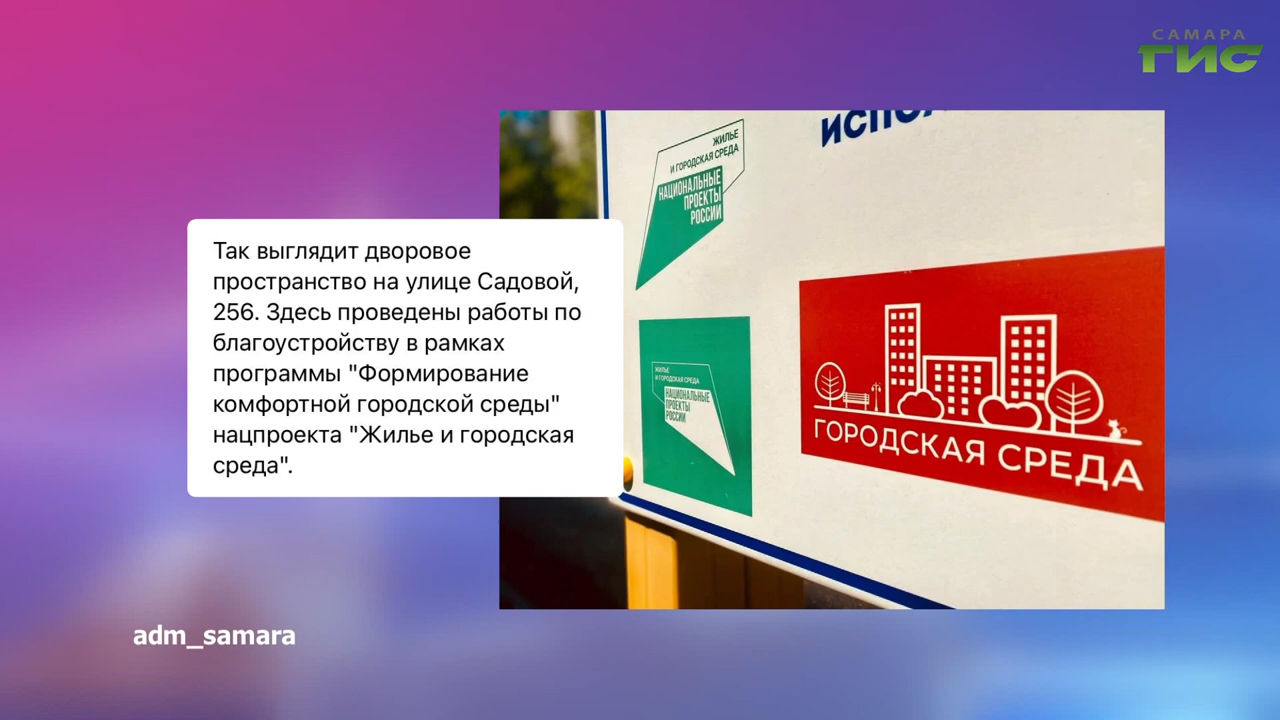 САМАРА
ГИС
ЖИЛЬЕ
И ГОРОДСКАЯ СРЕДА
НАЦИОНАЛЬНЫЕ
ПРОЕКТЫ
РОССИИ
Так выглядит дворовое
пространство на улице Садовой,
256. Здесь проведены работы по
благоустройству в рамках
программы "Формирование
комфортной городской среды"
нацпроекта "Жилье и городская
среда".
ЖИЛЬЕ
И ГОРОДСКАЯ СРЕДА
НАЦИОНАЛЬНЫЕ
ПРОЕКТЫ
РОССИИ
ГОРОДСКАЯ СРЕДА
adm_samara